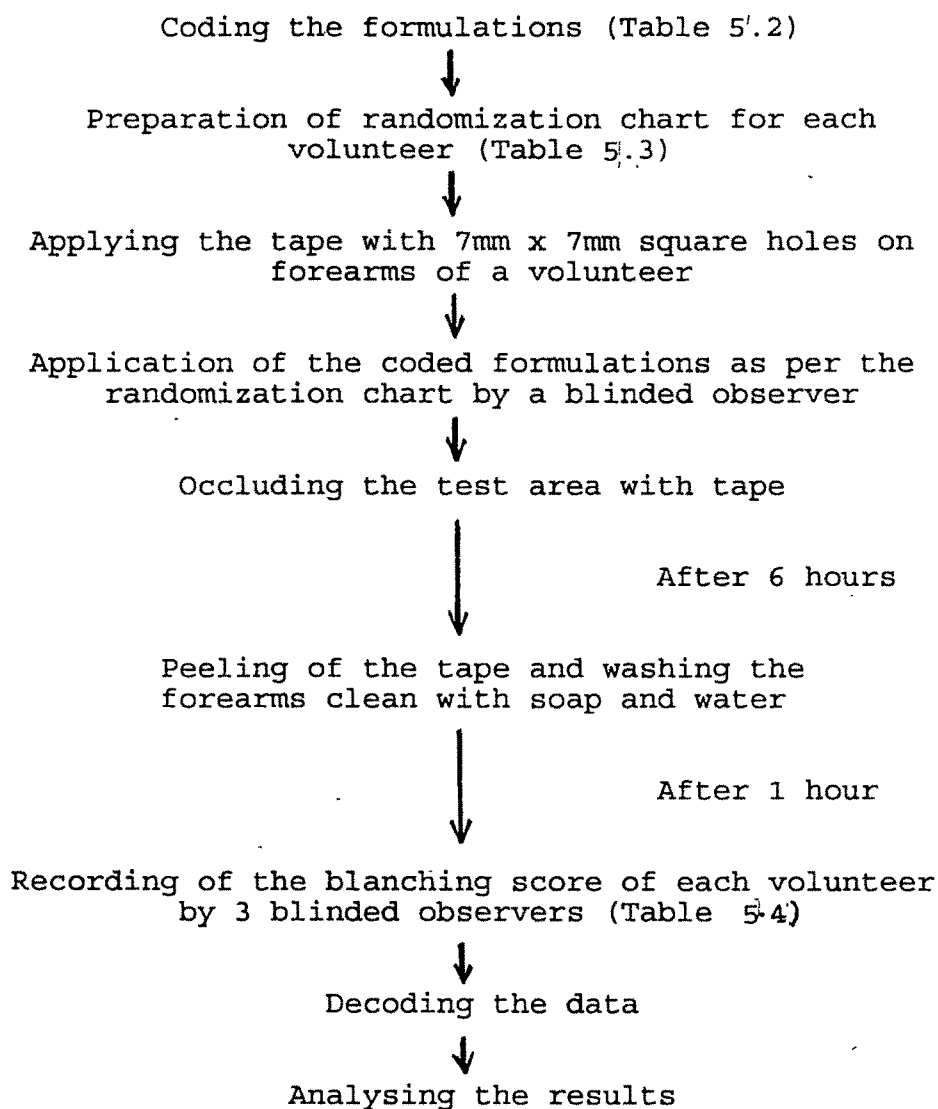 Coding the formulations (Table 5.2)
Preparation of randomization chart for each
volunteer (Table 5.3)
Applying the tape with 7mm x 7mm square holes on
forearms of a volunteer
Application of the coded formulations as per the
randomization chart by a blinded observer
Occluding the test area with tape
After 6 hours
Peeling of the tape and washing the
forearms clean with soap and water
After 1 hour
Recording of the blanching score of each volunteer
by 3 blinded observers (Table 5.4)
Decoding the data
Analysing the results